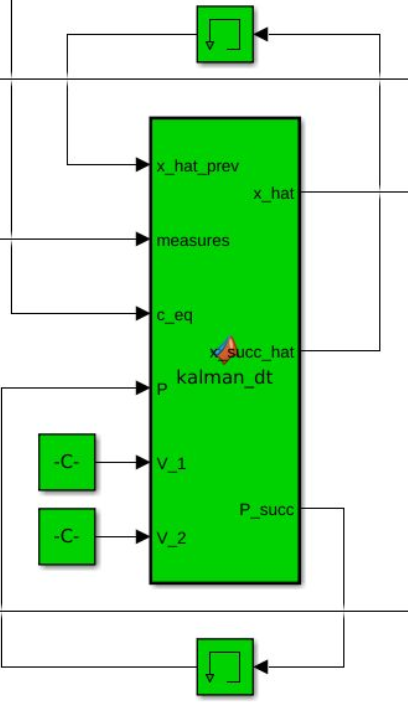 x_hat_prev
x_hat
measures
c_eq
x_succ_hat
kalman_dt
P
-C-
V_1
P_succ
-C-
V_2